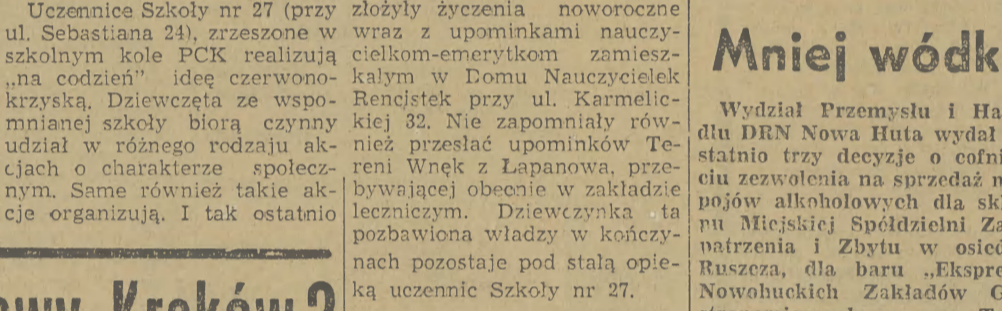 Uczennice Szkoły nr 27 (przy
ul. Sebastiana 24), zrzeszone w
szkolnym kole PCK realizują
„na codzień” ideę czerwono-
krzyską. Dziewczęta ze wspo-
mnianej szkoły biorą czynny
udział w różnego rodzaju ak-
cjach o charakterze społecz-
nym. Same również takie ak-
cje organizują. I tak ostatnio
złożyły życzenia noworoczne
wraz z upominkami nauczy-
cielkom-emerytkom zamiesz-
kałym w Domu Nauczycielek
Rencistek przy ul. Karmelic-
kiej 32. Nie zapomniały rów-
nież przesłać upominków Te-
reni Wnęk z Łapanowa, prze-
bywającej obecnie w zakładzie
leczniczym. Dziewczynka ta
pozbawiona władzy w kończy-
nach pozostaje pod stałą opie-
ką uczennic Szkoły nr 27.
Kraków?
Mniej wódk
Wydział Przemysłu i Ha
dlu DRN Nowa Huta wydał
statnio trzy decyzje o cofni
ciu zezwolenia na sprzedaż n
pojów alkoholowych dla skl
pu Miejskiej Spółdzielni Za
patrzenia i Zbytu w osied
Ruszcza, dla baru „Ekspre
Nowohuckich Zakładów G